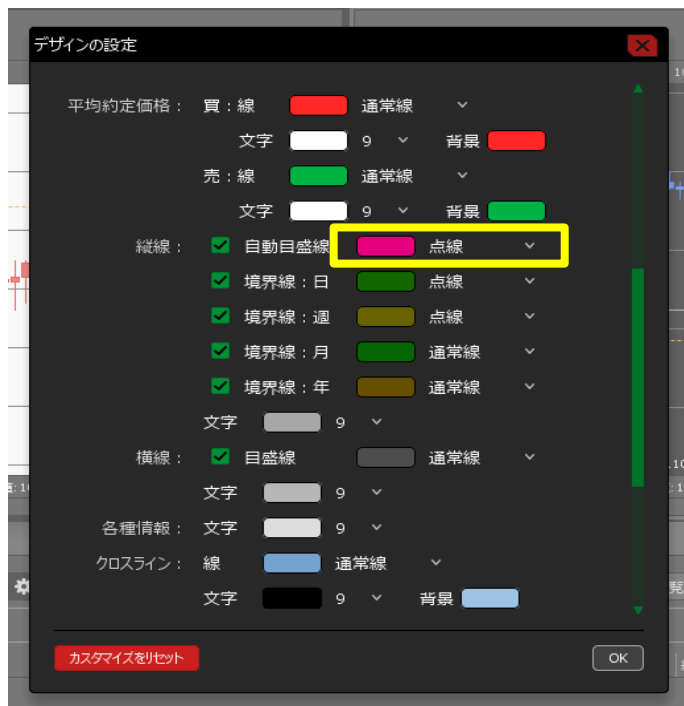 デザインの設定
平均約定価格： 買：線 通常線
文字 9 背景
売：線 通常線
文字 9 背景
縦線： 自動目盛線 点線
境界線：日 点線
境界線：週 点線
境界線：月 通常線
境界線：年 通常線
文字 9
横線： 目盛線 通常線
文字 9
各種情報： 文字 9
クロスライン： 線 通常線
文字 9 背景
カスタマイズをリセット OK